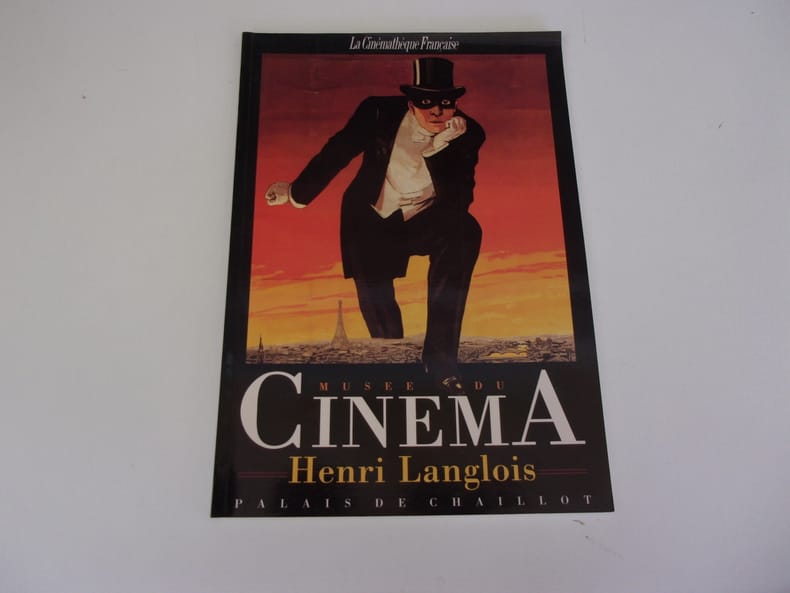 La Cinémathèque Française
MUSEE DU
CINEMA
Henri Langlois
PALAIS DE CHAILLOT